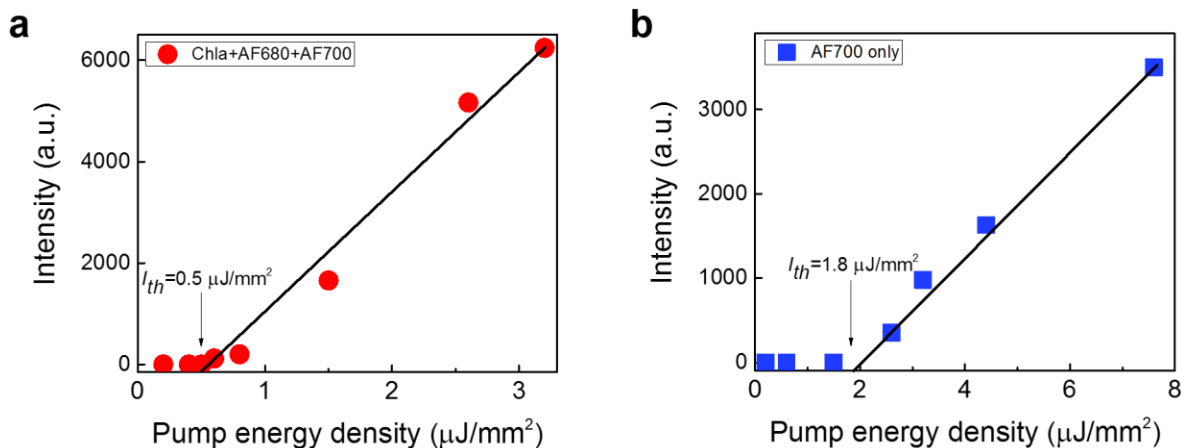 a
Chla+AF680+AF700
6000
4000
2000
0
Intensity (a.u.)
I_th=0.5 μJ/mm²
0 1 2 3
Pump energy density (μJ/mm²)
b
AF700 only
3000
2000
1000
0
Intensity (a.u.)
I_th=1.8 μJ/mm²
0 2 4 6 8
Pump energy density (μJ/mm²)